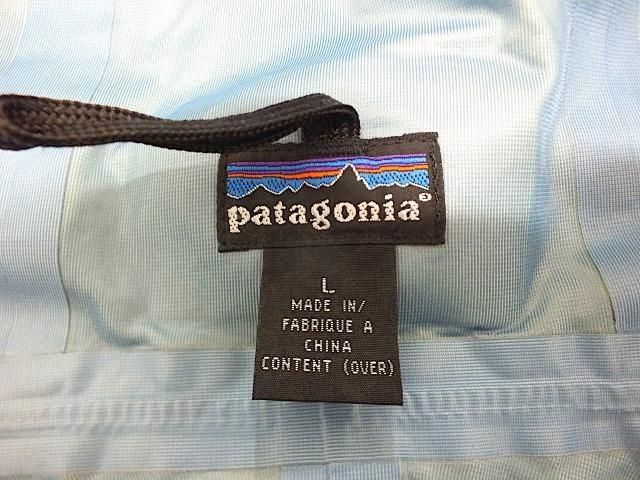 patagonia®
L
MADE IN/
FABRIQUE A
CHINA
CONTENT (OVER)